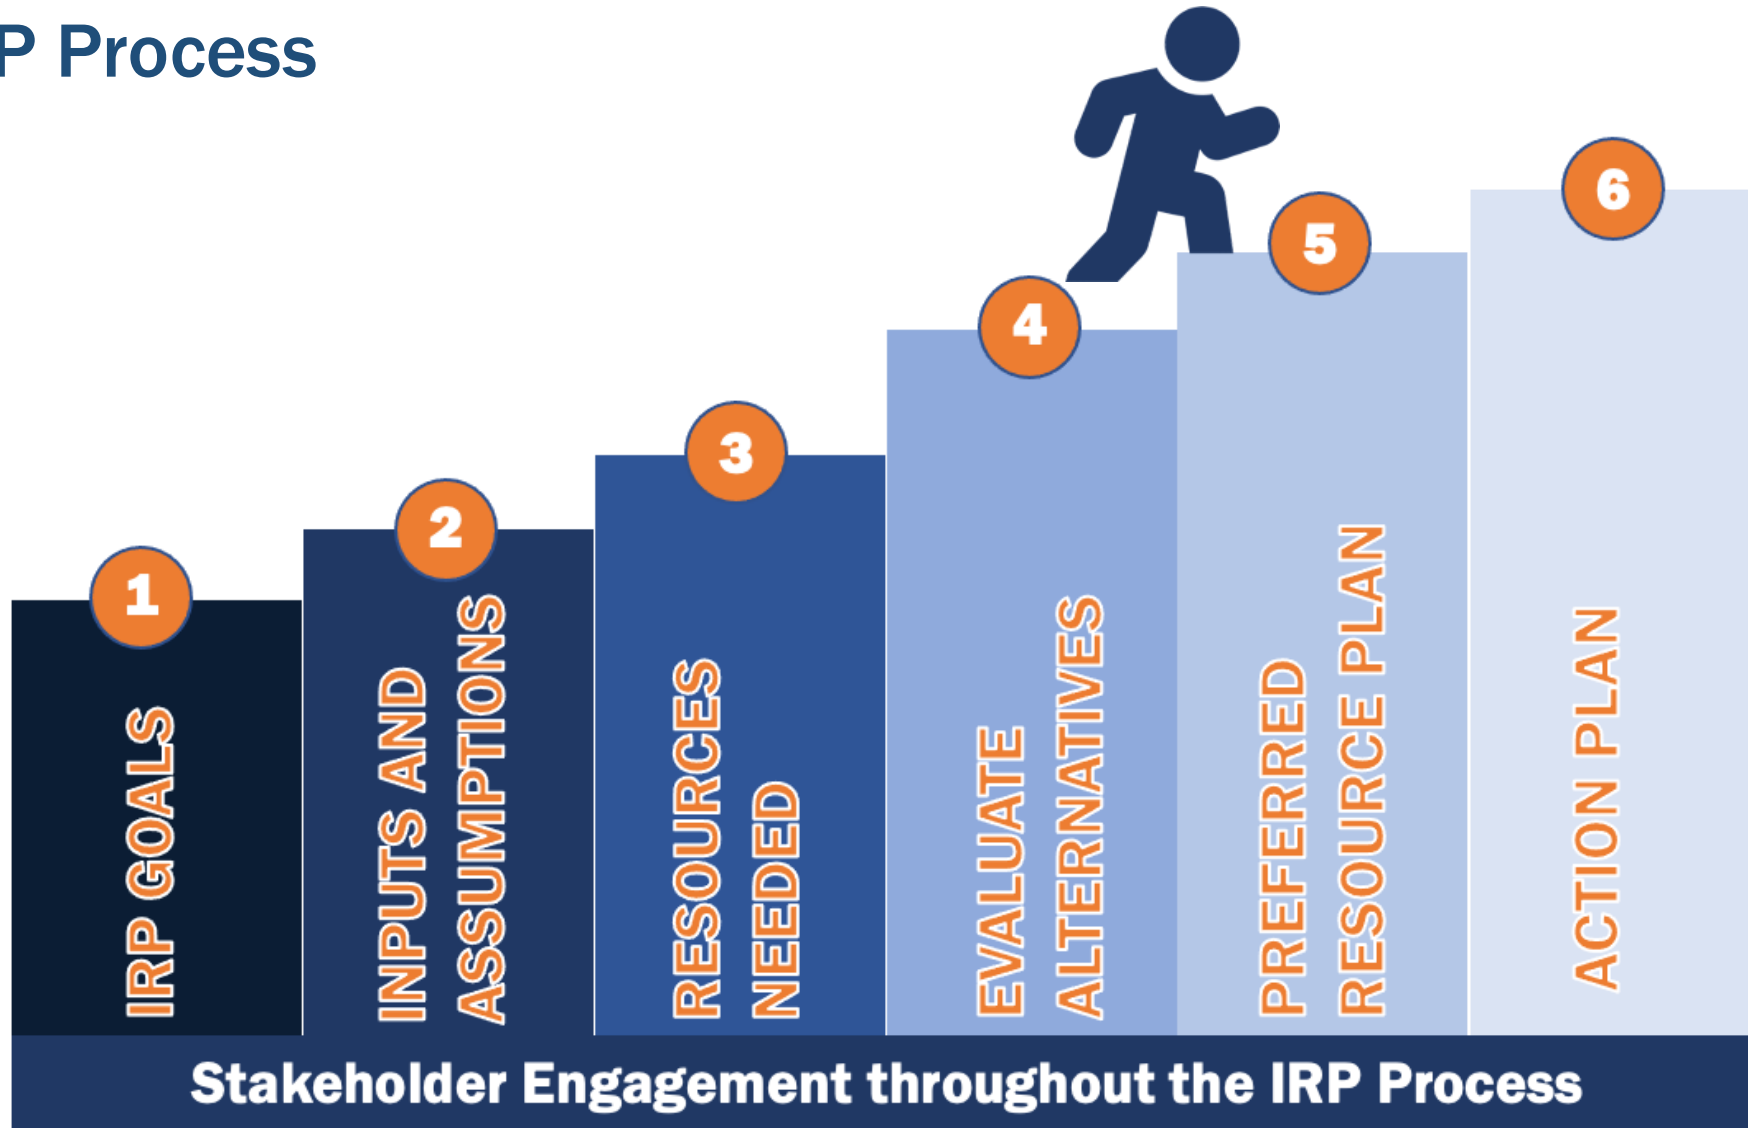 P Process
1
IRP GOALS
2
INPUTS AND
ASSUMPTIONS
3
RESOURCES
NEEDED
4
EVALUATE
ALTERNATIVES
5
PREFERRED
RESOURCE PLAN
6
ACTION PLAN
Stakeholder Engagement throughout the IRP Process